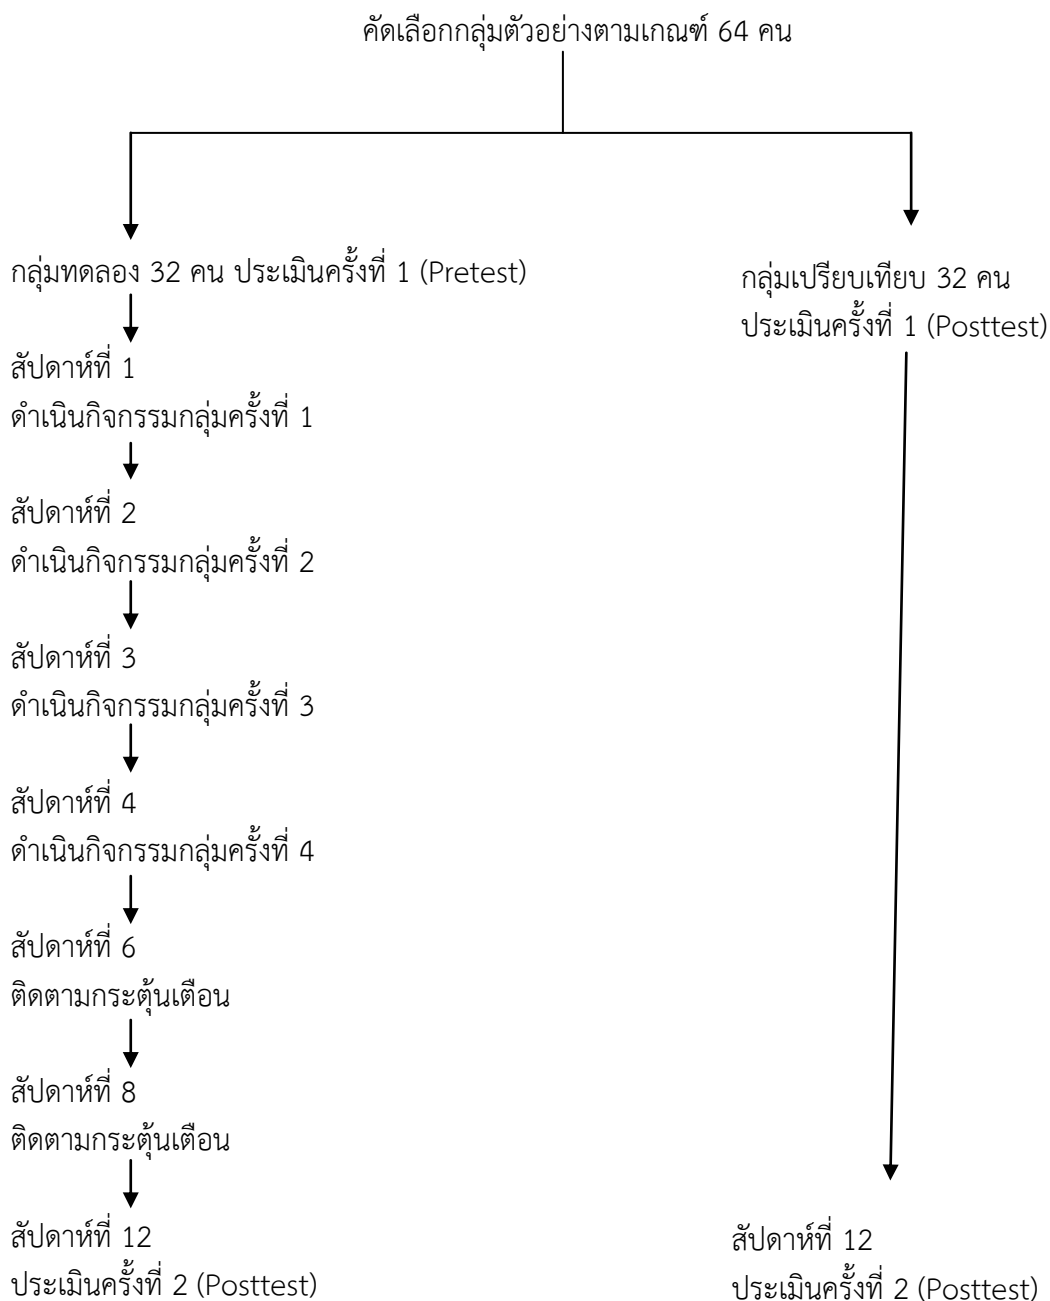 คัดเลือกกลุ่มตัวอย่างตามเกณฑ์ 64 คน
กลุ่มทดลอง 32 คน ประเมินครั้งที่ 1 (Pretest)
สัปดาห์ที่ 1
ดำเนินกิจกรรมกลุ่มครั้งที่ 1
สัปดาห์ที่ 2
ดำเนินกิจกรรมกลุ่มครั้งที่ 2
สัปดาห์ที่ 3
ดำเนินกิจกรรมกลุ่มครั้งที่ 3
สัปดาห์ที่ 4
ดำเนินกิจกรรมกลุ่มครั้งที่ 4
สัปดาห์ที่ 6
ติดตามกระตุ้นเตือน
สัปดาห์ที่ 8
ติดตามกระตุ้นเตือน
สัปดาห์ที่ 12
ประเมินครั้งที่ 2 (Posttest)
กลุ่มเปรียบเทียบ 32 คน
ประเมินครั้งที่ 1 (Posttest)
สัปดาห์ที่ 12
ประเมินครั้งที่ 2 (Posttest)